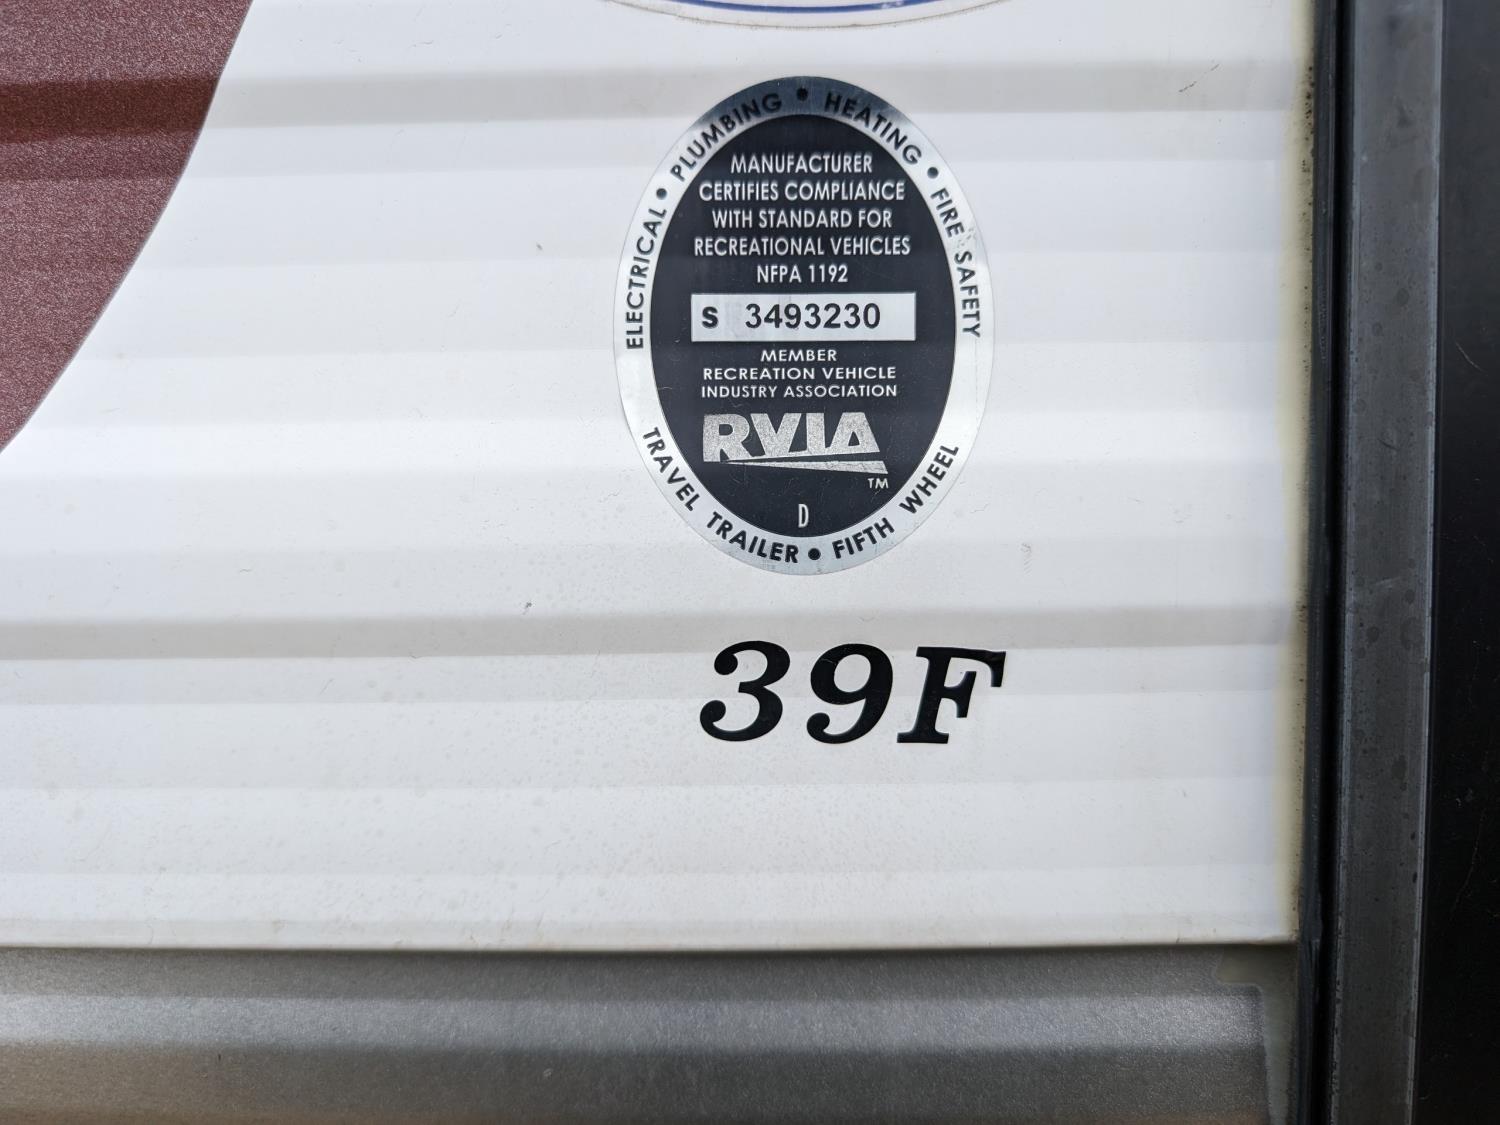 ELECTRICAL • PLUMBING • HEATING • FIRE SAFETY
MANUFACTURER
CERTIFIES COMPLIANCE
WITH STANDARD FOR
RECREATIONAL VEHICLES
NFPA 1192
S 3493230
MEMBER
RECREATION VEHICLE
INDUSTRY ASSOCIATION
RVIA
TM
D
TRAVEL TRAILER • FIFTH WHEEL
39F